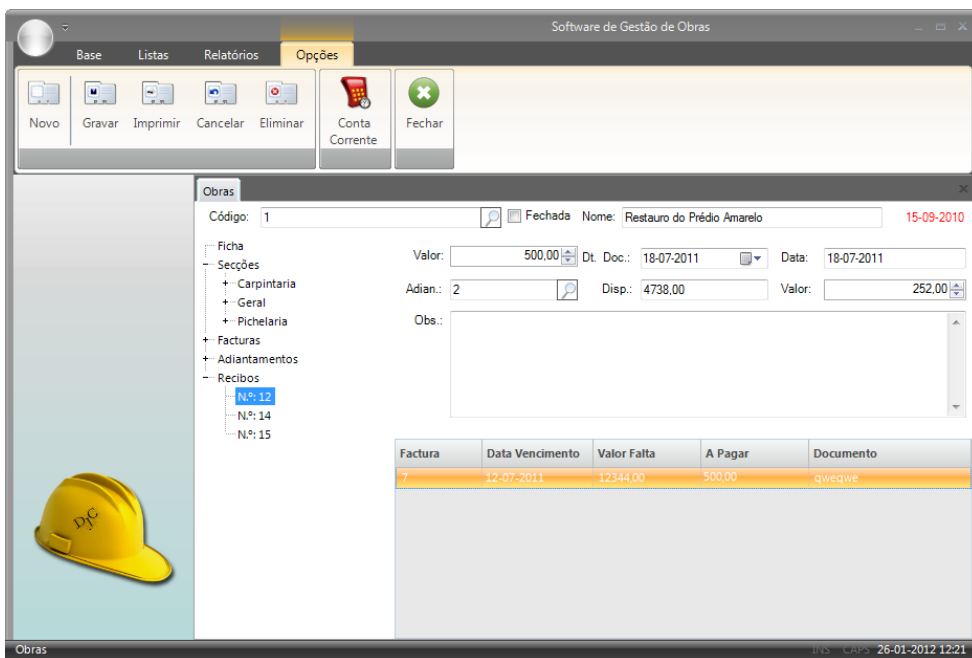 Software de Gestão de Obras
Base Listas Relatórios Opções
Novo Gravar Imprimir Cancelar Eliminar Conta Corrente Fechar
Obras
Código: 1 Fechada Nome: Restauro do Prédio Amarelo 15-09-2010
Ficha
Secções
Carpintaria
Geral
Pichelaria
Facturas
Adiantamentos
Recibos
N.º: 12
N.º: 14
N.º: 15
Valor: 500,00 Dt. Doc.: 18-07-2011 Data: 18-07-2011
Adian.: 2 Disp.: 4738,00 Valor: 252,00
Obs.:
Factura Data Vencimento Valor Falta A Pagar Documento
7 12-07-2011 12344,00 500,00 qweqwe
DJC
Obras INS CAPS 26-01-2012 12:21